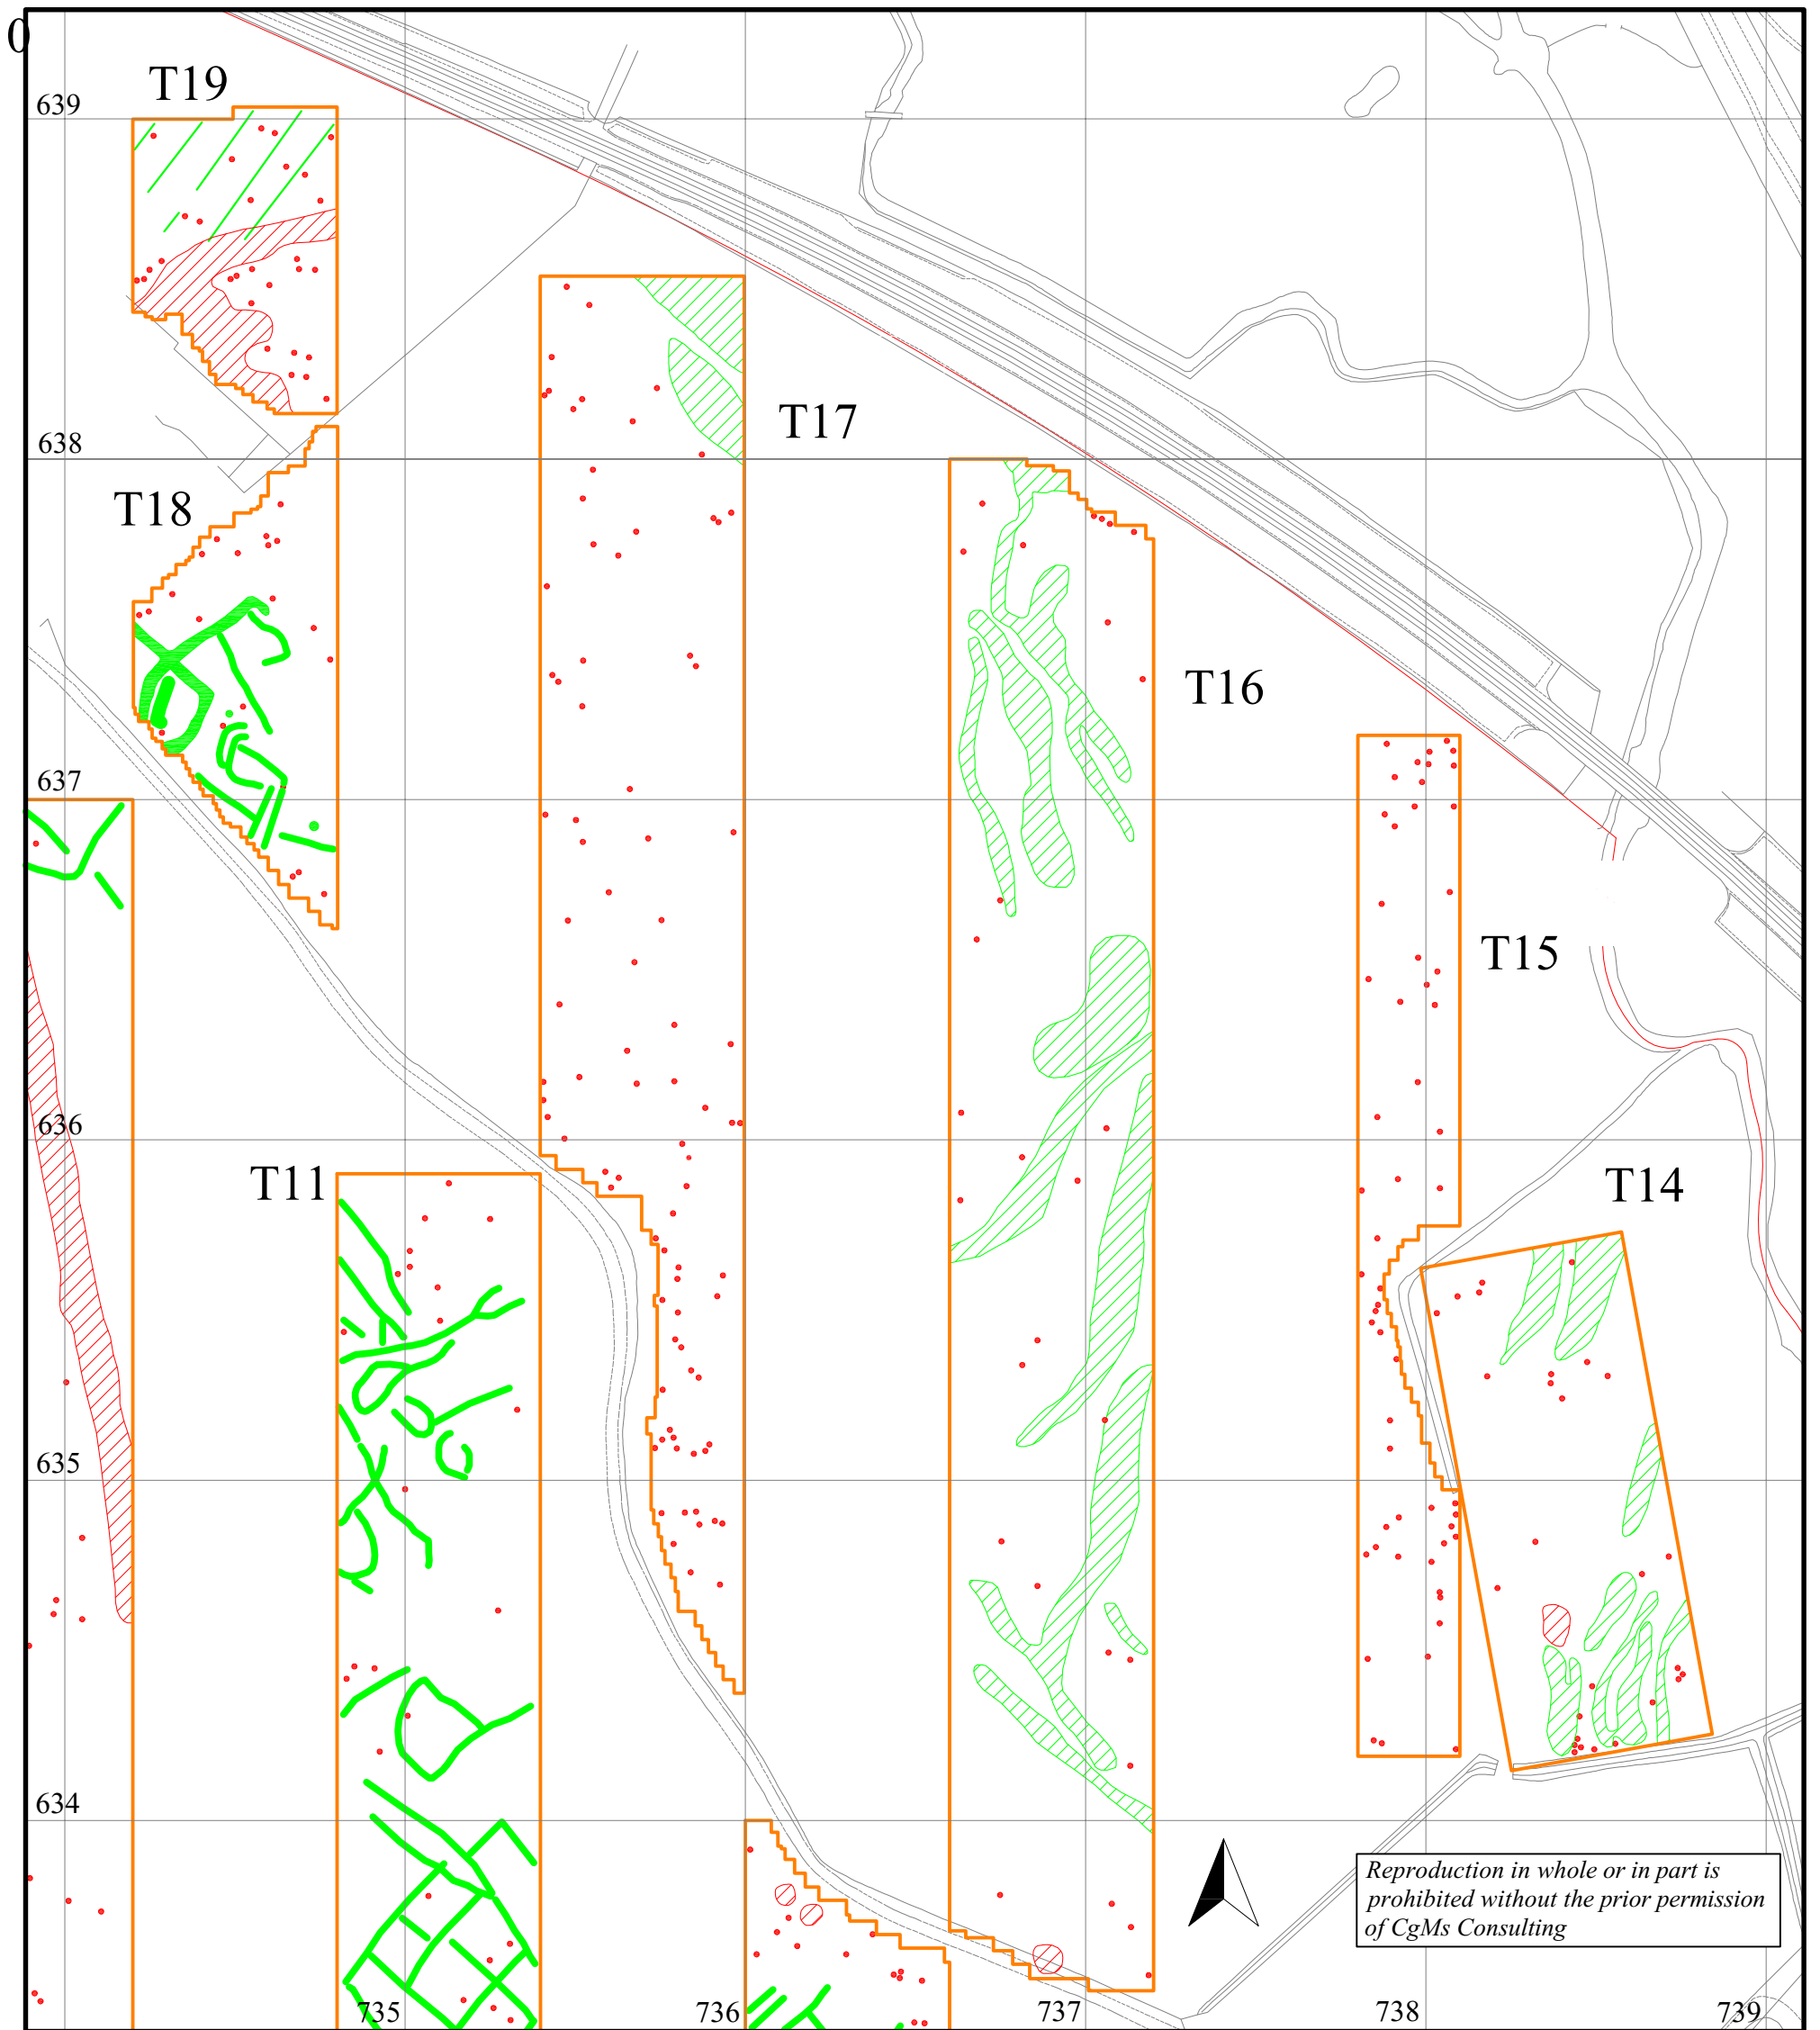 0
T19
639
T17
638
T18
T16
637
T15
636
T11
T14
635
634
Reproduction in whole or in part is
prohibited without the prior permission
of CgMs Consulting
735
736
737
738
739